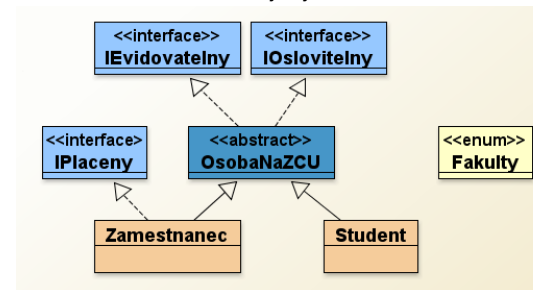 <<interface>>
IEvidovatelny
<<interface>>
IOslovitelny
<<interface>
IPlaceny
<<abstract>>
OsobaNaZCU
<<enum>>
Fakulty
Zamestnanec
Student